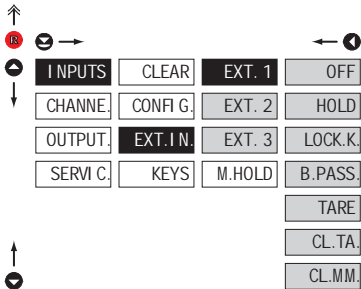 R
INPUTS CLEAR EXT. 1 OFF
CHANNE. CONFIG. EXT. 2 HOLD
OUTPUT. EXT.IN. EXT. 3 LOCK.K.
SERVIC. KEYS M.HOLD B.PASS.
TARE
CL.TA.
CL.MM.